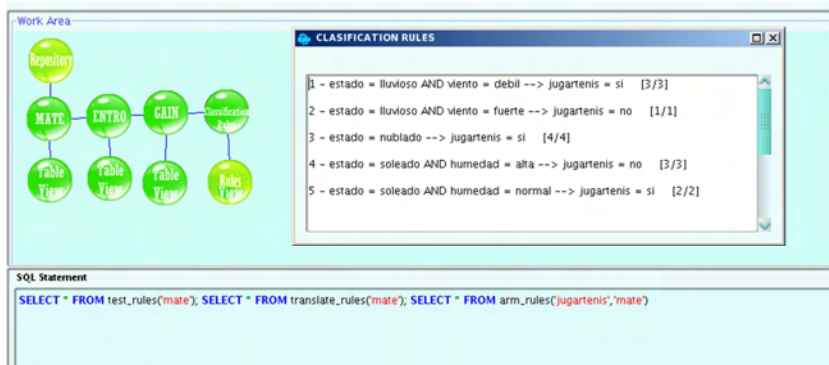 Work Area
CLASIFICATION RULES
Repository
MATE
ENTRO
GAIN
Classification
Table
View
Table
View
Table
View
Rules
View
1 - estado = lluvioso AND viento = debil --> jugartenis = si [3/3]
2 - estado = lluvioso AND viento = fuerte --> jugartenis = no [1/1]
3 - estado = nublado --> jugartenis = si [4/4]
4 - estado = soleado AND humedad = alta --> jugartenis = no [3/3]
5 - estado = soleado AND humedad = normal --> jugartenis = si [2/2]
SQL Statement
SELECT * FROM test_rules('mate'); SELECT * FROM translate_rules('mate'); SELECT * FROM arm_rules('jugartenis','mate')